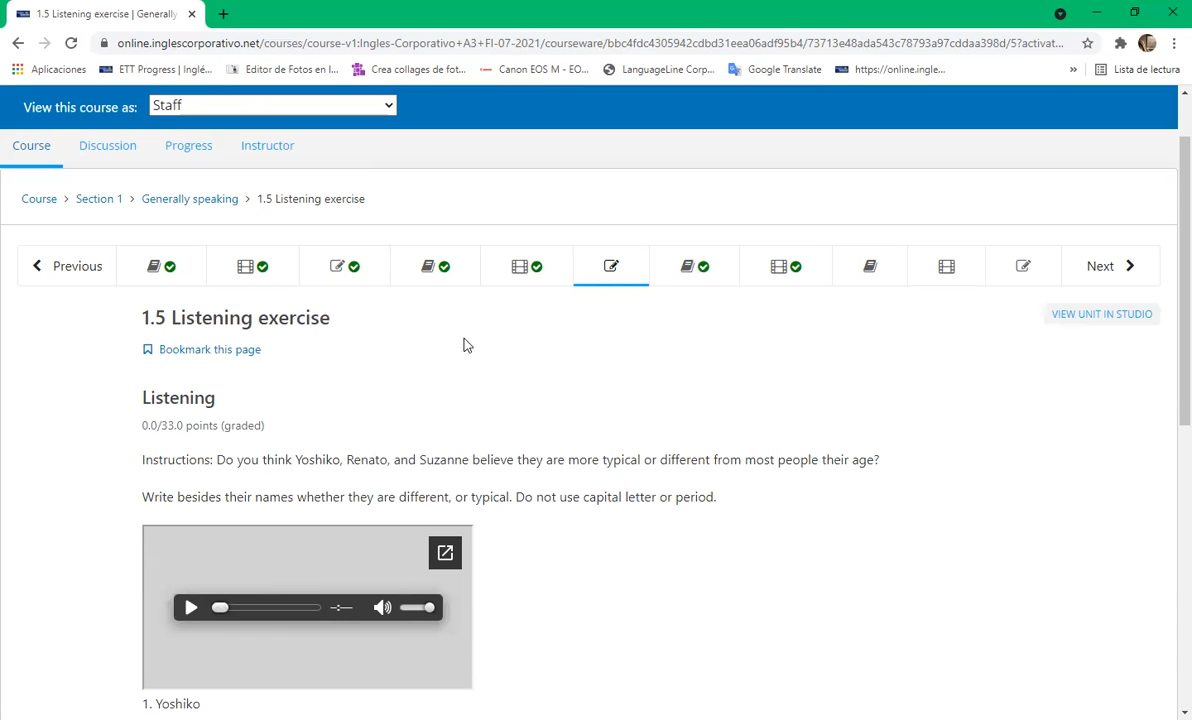 1.5 Listening exercise | Generally
online.inglescorporativo.net/courses/course-v1:Ingles-Corporativo+A3+FI-07-2021/courseware/bbc4fdc4305942cdbd31eea06adf95b4/73713e48ada543c78793a97cddaa398d/5?activat...
Aplicaciones ETT Progress | Inglé... Editor de Fotos en l... Crea collages de fot... Canon EOS M - EO... LanguageLine Corp... Google Translate https://online.ingle... » Lista de lectura
View this course as: Staff
Course Discussion Progress Instructor
Course > Section 1 > Generally speaking > 1.5 Listening exercise
Previous Next
1.5 Listening exercise
VIEW UNIT IN STUDIO
Bookmark this page
Listening
0.0/33.0 points (graded)
Instructions: Do you think Yoshiko, Renato, and Suzanne believe they are more typical or different from most people their age?
Write besides their names whether they are different, or typical. Do not use capital letter or period.
-:-- 
1. Yoshiko